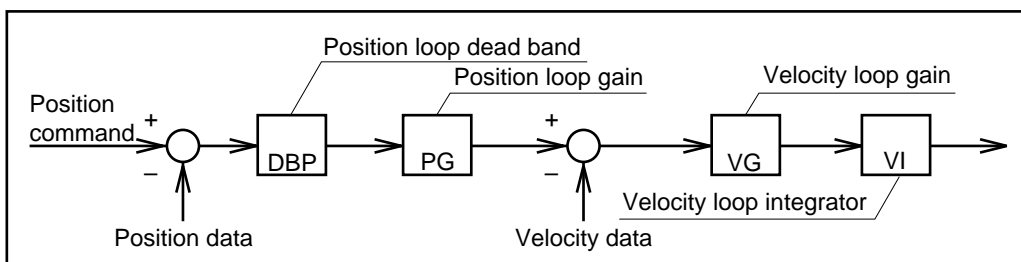 Position loop dead band
Position loop gain
Velocity loop gain
Position
command
+
−
DBP
PG
+
−
VG
VI
Velocity loop integrator
Position data
Velocity data